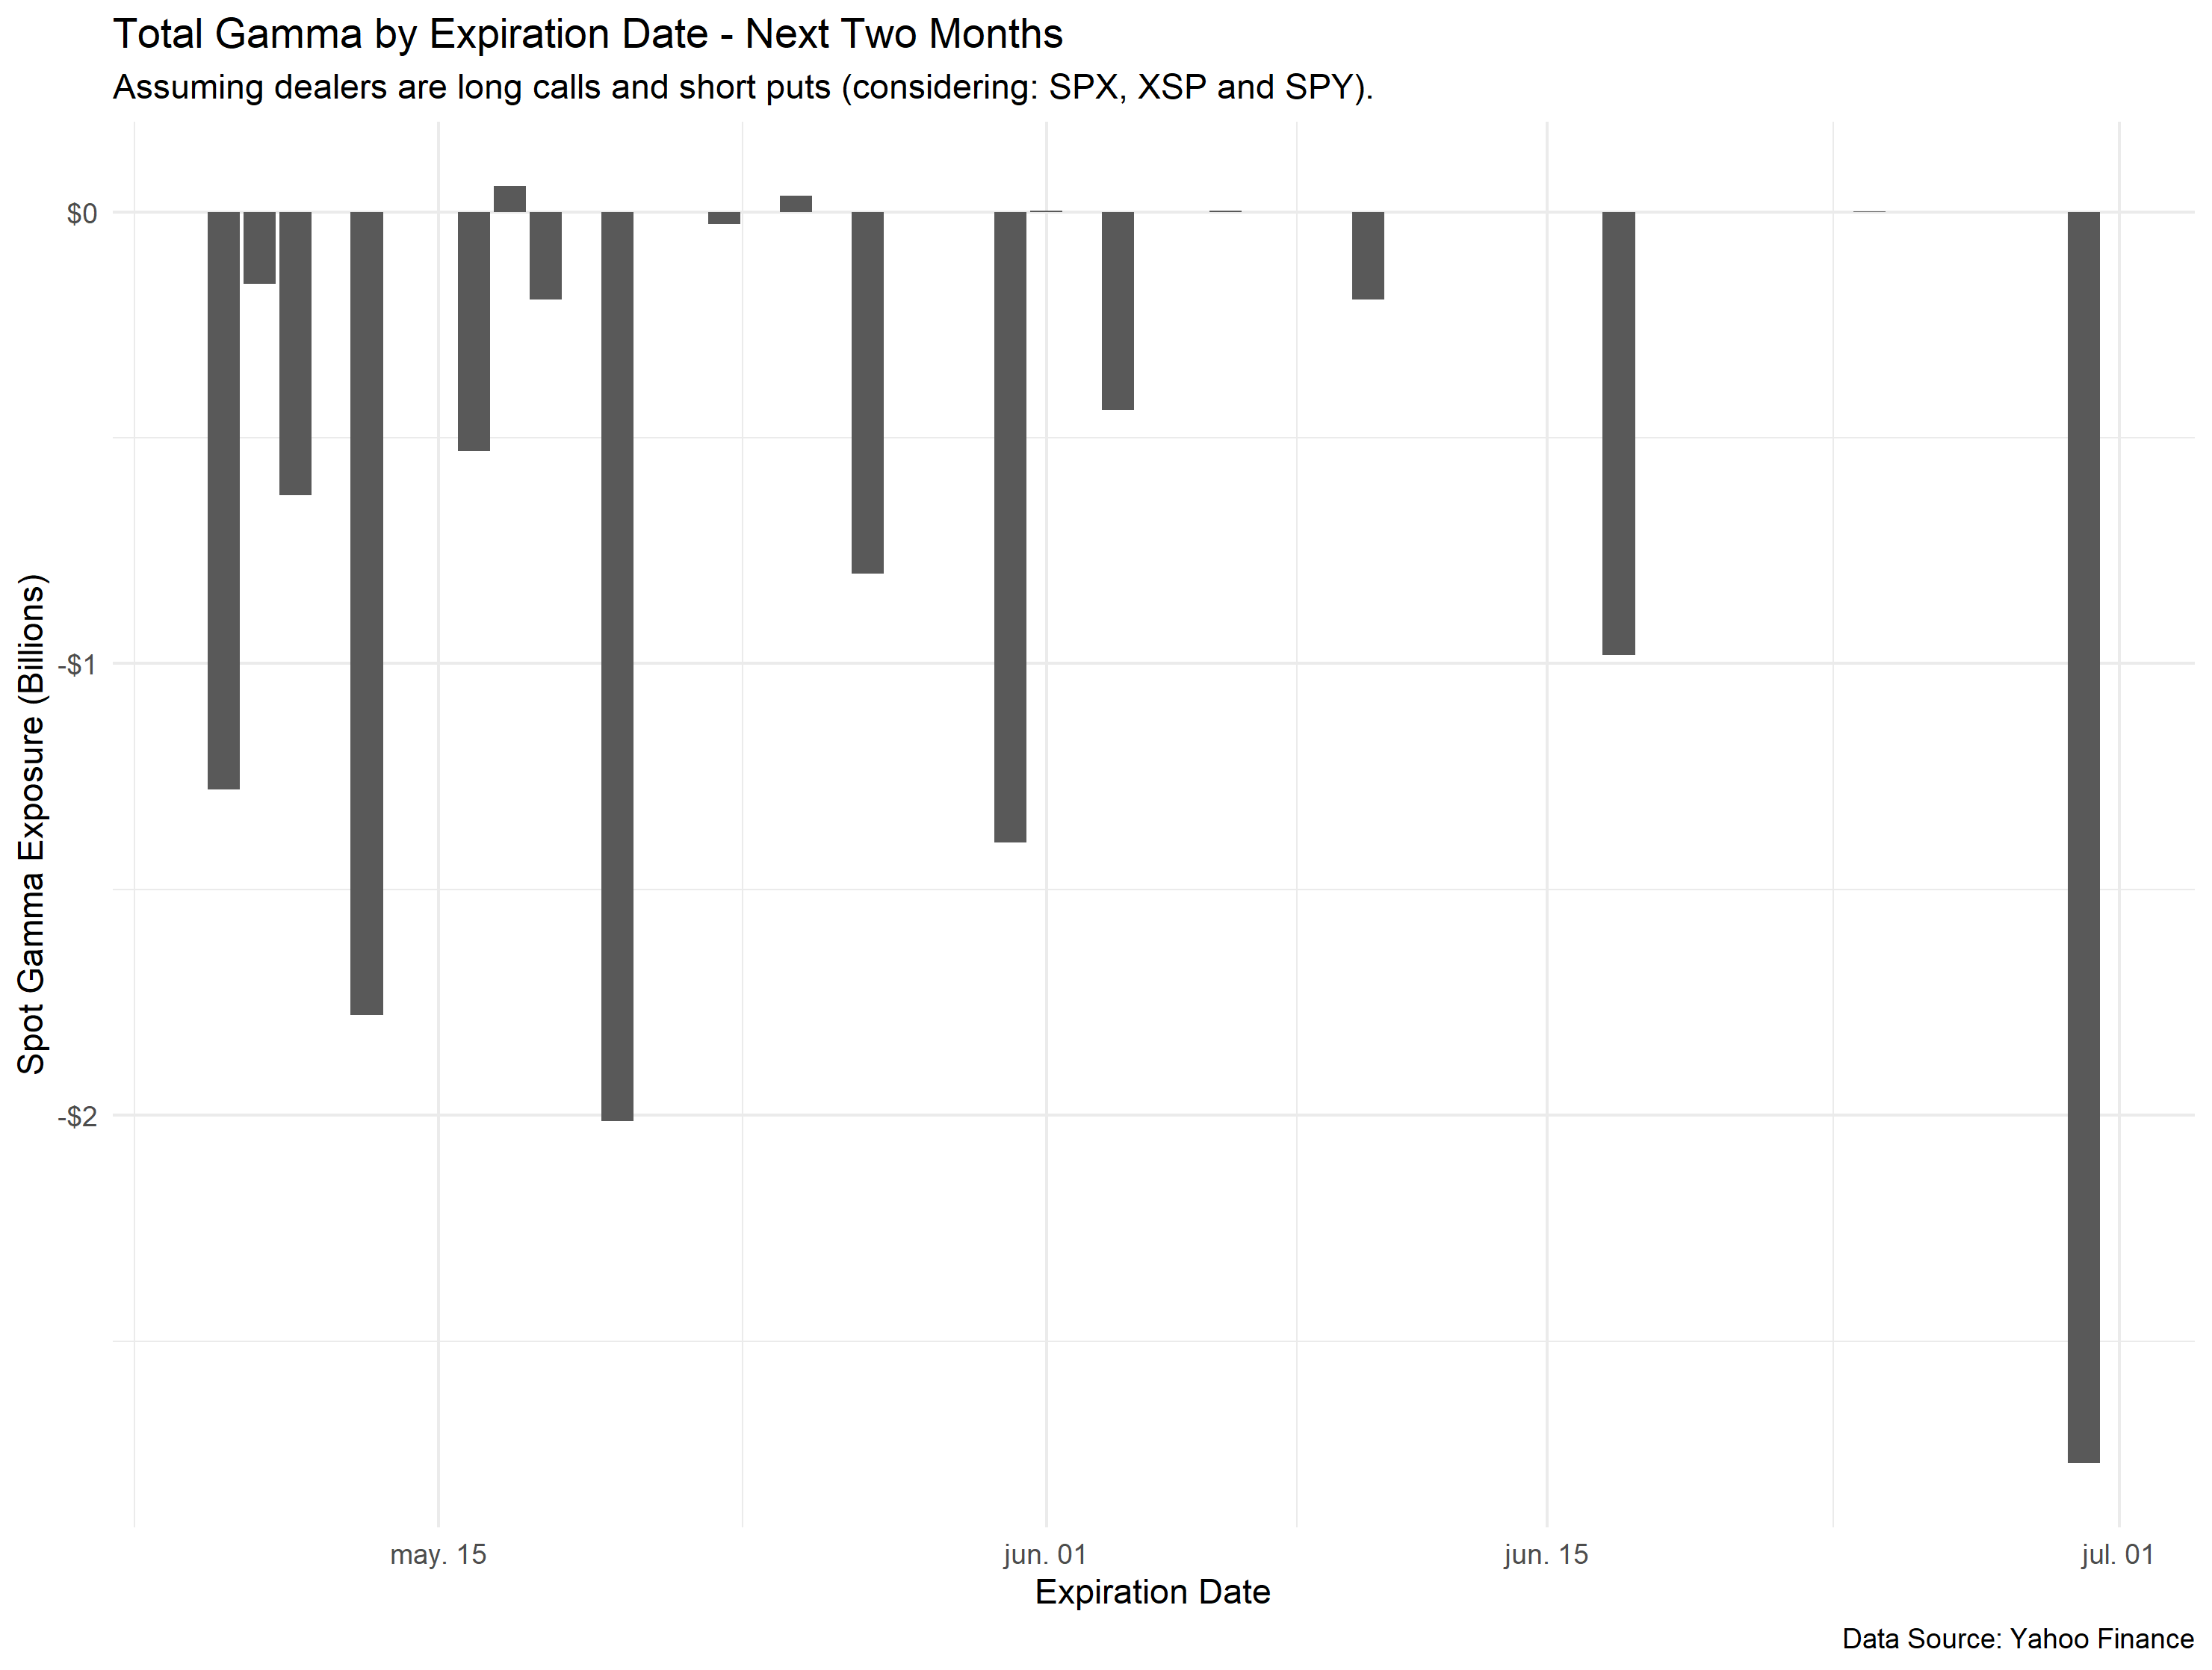 Total Gamma by Expiration Date - Next Two Months
Assuming dealers are long calls and short puts (considering: SPX, XSP and SPY).
Spot Gamma Exposure (Billions)
$0
-$1
-$2
may. 15
jun. 01
jun. 15
jul. 01
Expiration Date
Data Source: Yahoo Finance